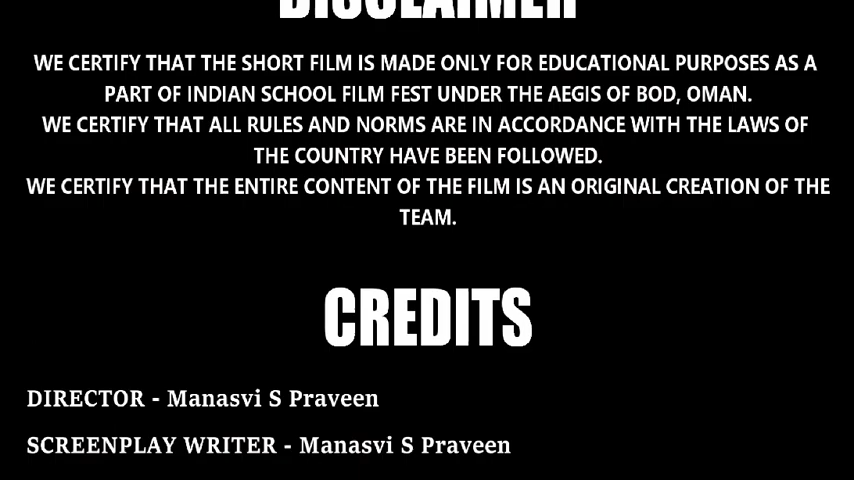 DISCLAIMER
WE CERTIFY THAT THE SHORT FILM IS MADE ONLY FOR EDUCATIONAL PURPOSES AS A
PART OF INDIAN SCHOOL FILM FEST UNDER THE AEGIS OF BOD, OMAN.
WE CERTIFY THAT ALL RULES AND NORMS ARE IN ACCORDANCE WITH THE LAWS OF
THE COUNTRY HAVE BEEN FOLLOWED.
WE CERTIFY THAT THE ENTIRE CONTENT OF THE FILM IS AN ORIGINAL CREATION OF THE
TEAM.
CREDITS
DIRECTOR - Manasvi S Praveen
SCREENPLAY WRITER - Manasvi S Praveen